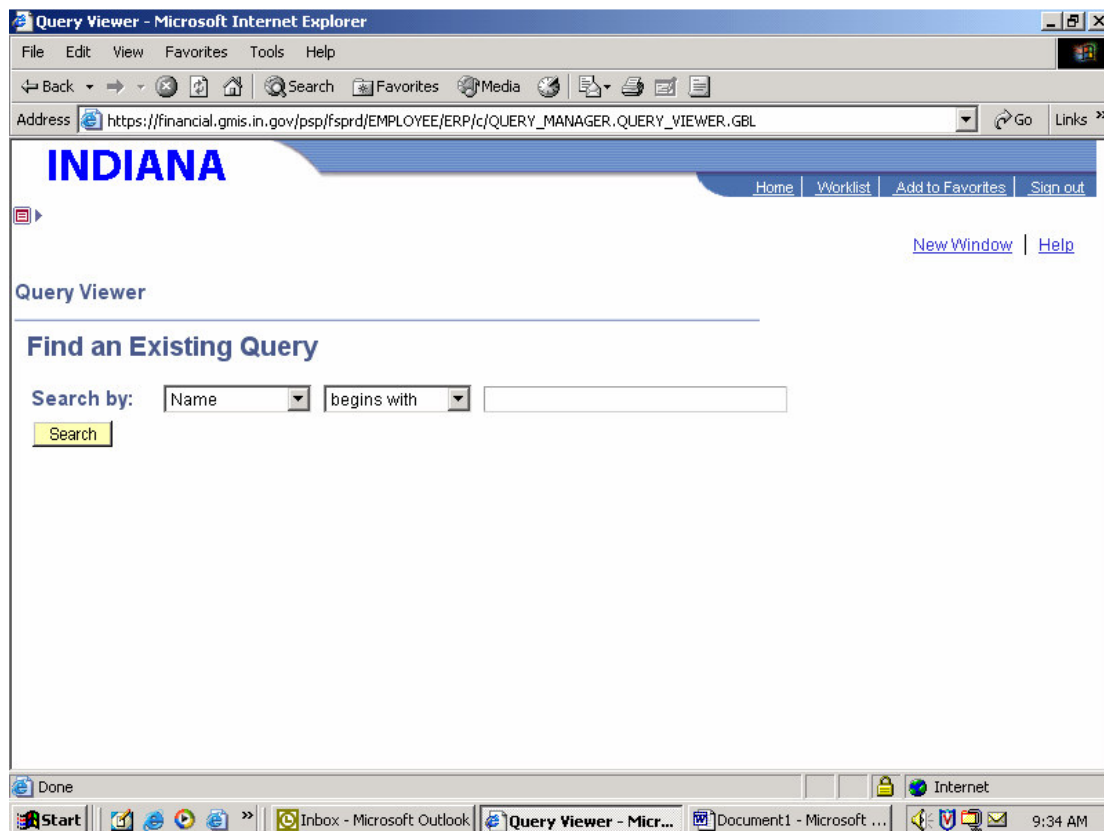 Query Viewer - Microsoft Internet Explorer
File Edit View Favorites Tools Help
Back Search Favorites Media
Address https://financial.gmis.in.gov/psp/fsprd/EMPLOYEE/ERP/c/QUERY_MANAGER.QUERY_VIEWER.GBL Go Links »
INDIANA
Home | Worklist | Add to Favorites | Sign out
New Window | Help
Query Viewer
Find an Existing Query
Search by: Name begins with
Search
Done Internet
Start » Inbox - Microsoft Outlook Query Viewer - Micr... Document1 - Microsoft ... 9:34 AM